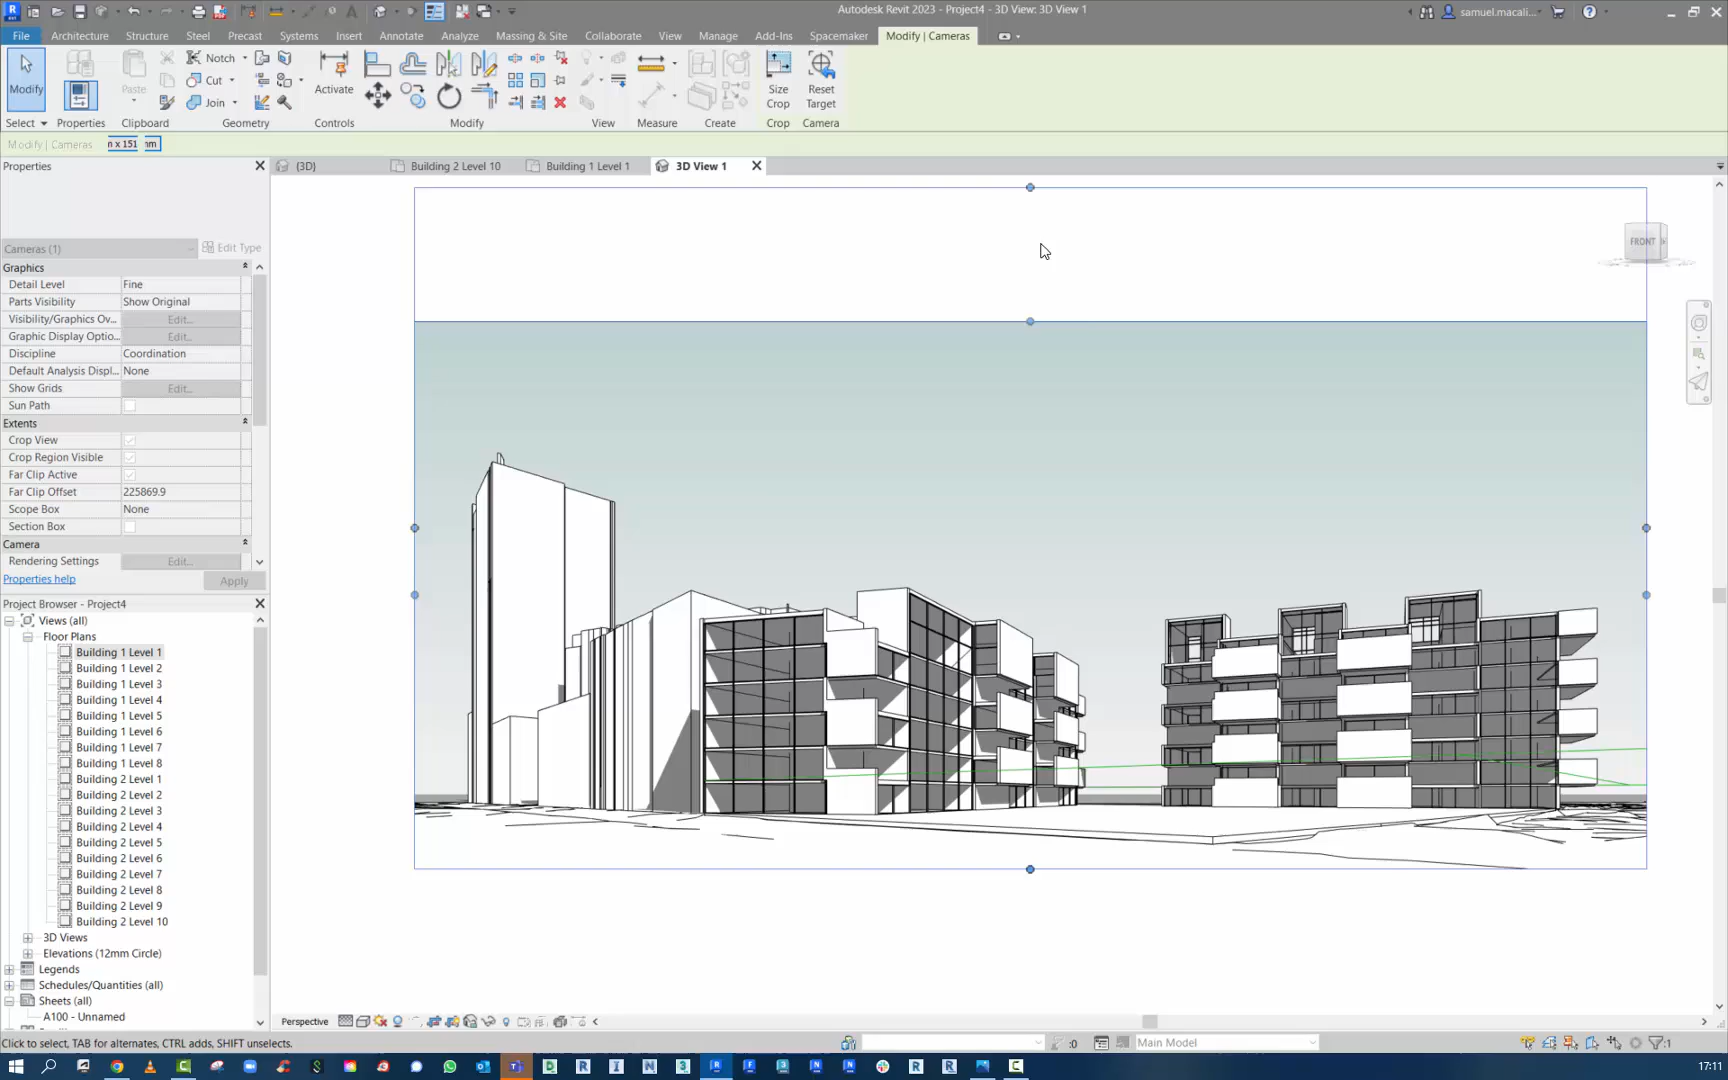 Autodesk Revit 2023 - Project4 - 3D View: 3D View 1
samuel.macali...
File Architecture Structure Steel Precast Systems Insert Annotate Analyze Massing & Site Collaborate View Manage Add-Ins Spacemaker Modify | Cameras
Modify
Paste
Notch
Cut
Join
Activate
Size Crop
Reset Target
Select Properties Clipboard Geometry Controls Modify View Measure Create Crop Camera
Modify | Cameras
n x 151 mm
Properties
{3D}
Building 2 Level 10
Building 1 Level 1
3D View 1
Cameras (1)
Edit Type
Graphics
Detail Level Fine
Parts Visibility Show Original
Visibility/Graphics Ov... Edit...
Graphic Display Optio... Edit...
Discipline Coordination
Default Analysis Displ... None
Show Grids Edit...
Sun Path
Extents
Crop View
Crop Region Visible
Far Clip Active
Far Clip Offset 225869.9
Scope Box None
Section Box
Camera
Rendering Settings Edit...
Properties help
Apply
FRONT
Project Browser - Project4
Views (all)
Floor Plans
Building 1 Level 1
Building 1 Level 2
Building 1 Level 3
Building 1 Level 4
Building 1 Level 5
Building 1 Level 6
Building 1 Level 7
Building 1 Level 8
Building 2 Level 1
Building 2 Level 2
Building 2 Level 3
Building 2 Level 4
Building 2 Level 5
Building 2 Level 6
Building 2 Level 7
Building 2 Level 8
Building 2 Level 9
Building 2 Level 10
3D Views
Elevations (12mm Circle)
Legends
Schedules/Quantities (all)
Sheets (all)
A100 - Unnamed
Perspective
Click to select, TAB for alternates, CTRL adds, SHIFT unselects.
:0
Main Model
:1
17:11